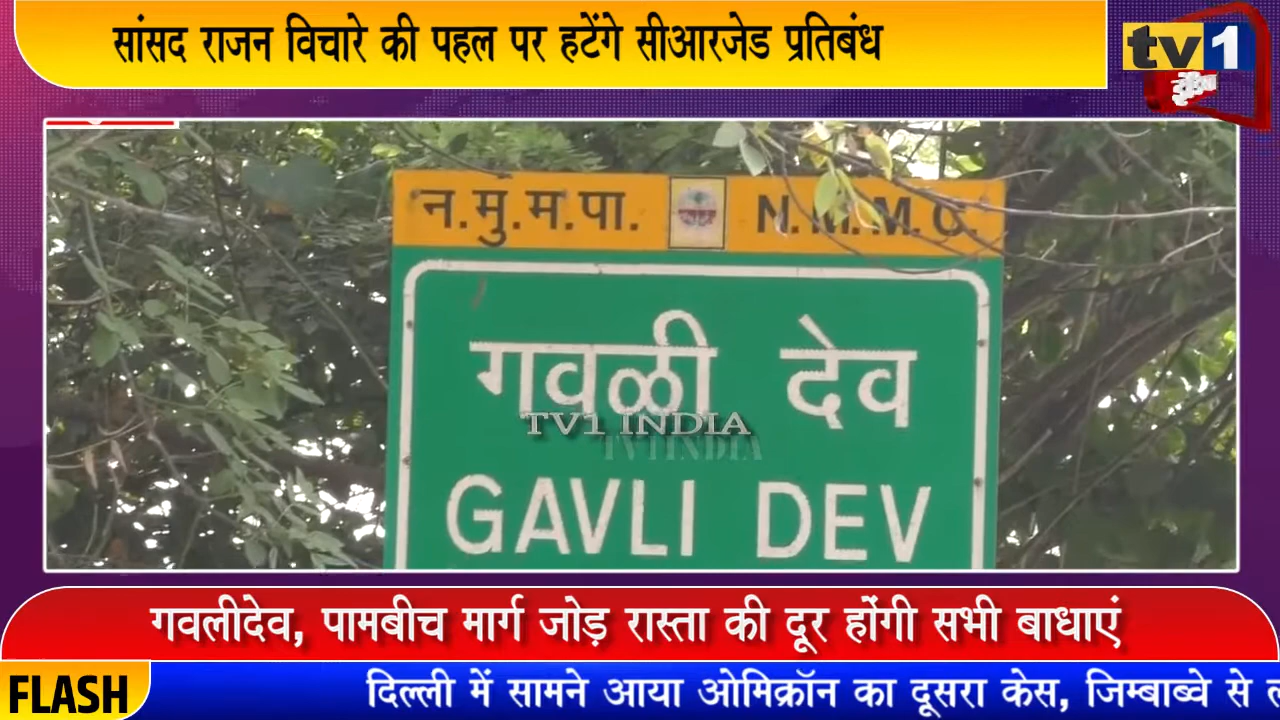 सांसद राजन विचारे की पहल पर हटेंगे सीआरजेड प्रतिबंध
tv1
इंडिया
न.मु.म.पा. N.M.M.C.
गवळी देव
TV1 INDIA
TV1INDIA
GAVLI DEV
गवलीदेव, पामबीच मार्ग जोड़ रास्ता की दूर होंगी सभी बाधाएं
FLASH
दिल्ली में सामने आया ओमिक्रॉन का दूसरा केस, जिम्बाब्वे से